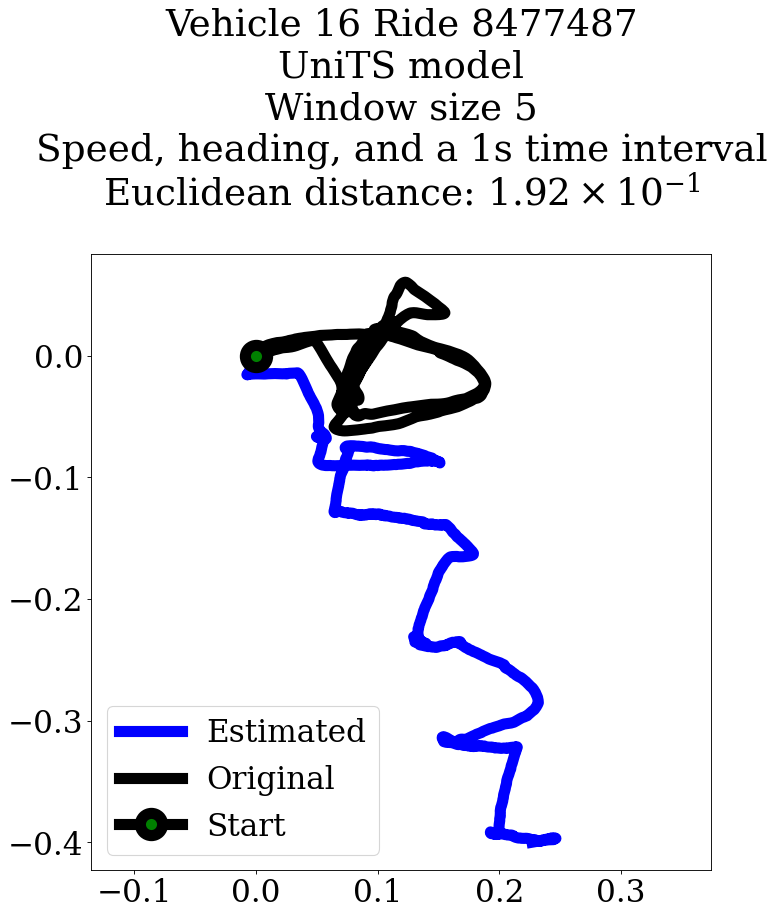 Vehicle 16 Ride 8477487
UniTS model
Window size 5
Speed, heading, and a 1s time interval
Euclidean distance: 1.92 × 10⁻¹
0.0
−0.1
−0.2
−0.3
−0.4
Estimated
Original
Start
−0.1 0.0 0.1 0.2 0.3